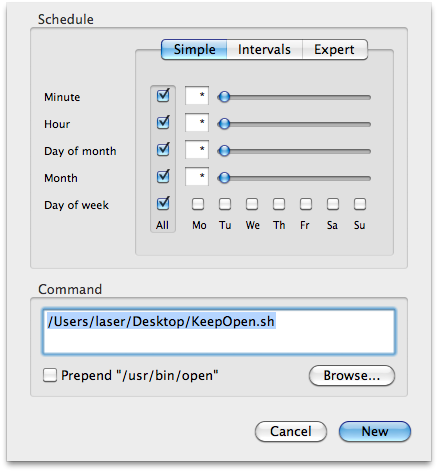 Schedule
Simple Intervals Expert
Minute *
Hour *
Day of month *
Month *
Day of week
All Mo Tu We Th Fr Sa Su
Command
/Users/laser/Desktop/KeepOpen.sh
Prepend "/usr/bin/open" Browse...
Cancel New